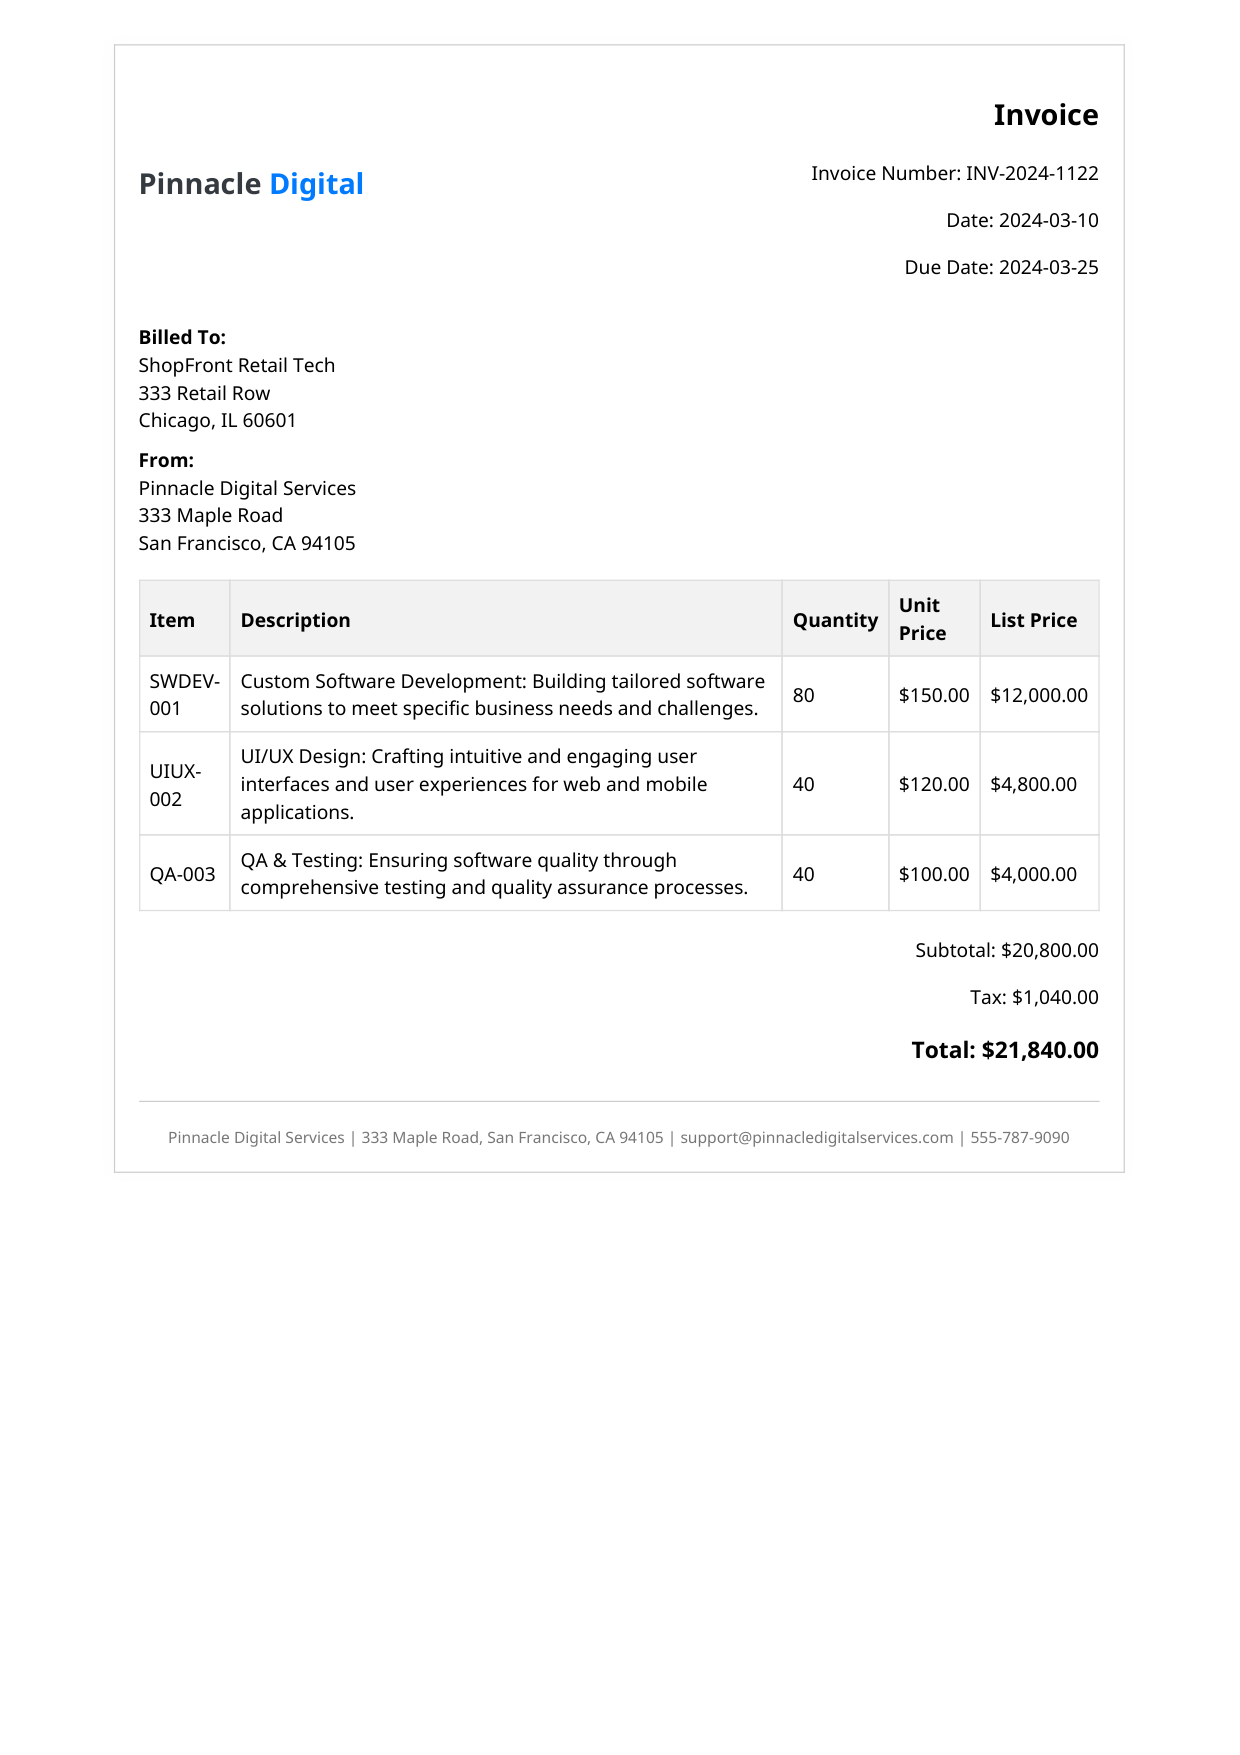 Invoice
Pinnacle Digital
Invoice Number: INV-2024-1122
Date: 2024-03-10
Due Date: 2024-03-25
Billed To:
ShopFront Retail Tech
333 Retail Row
Chicago, IL 60601
From:
Pinnacle Digital Services
333 Maple Road
San Francisco, CA 94105
Item Description Quantity Unit Price List Price
SWDEV-001 Custom Software Development: Building tailored software solutions to meet specific business needs and challenges. 80 $150.00 $12,000.00
UIUX-002 UI/UX Design: Crafting intuitive and engaging user interfaces and user experiences for web and mobile applications. 40 $120.00 $4,800.00
QA-003 QA & Testing: Ensuring software quality through comprehensive testing and quality assurance processes. 40 $100.00 $4,000.00
Subtotal: $20,800.00
Tax: $1,040.00
Total: $21,840.00
Pinnacle Digital Services | 333 Maple Road, San Francisco, CA 94105 | support@pinnacledigitalservices.com | 555-787-9090